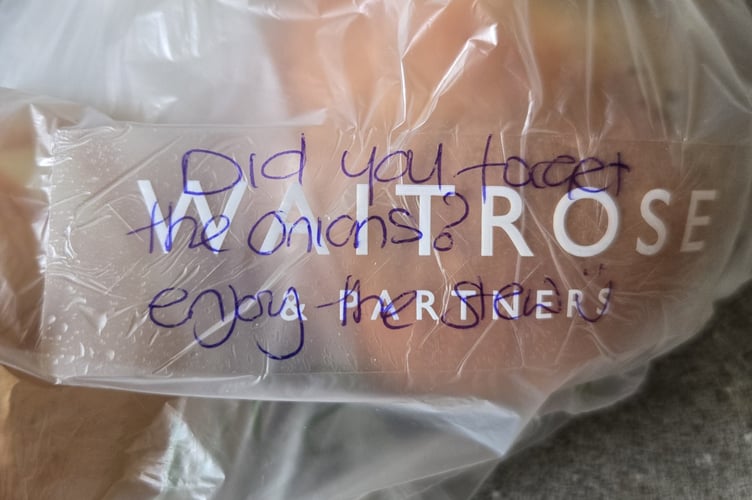 Did you forget
the onions?
enjoy the stew ü
WAITROSE
& PARTNERS